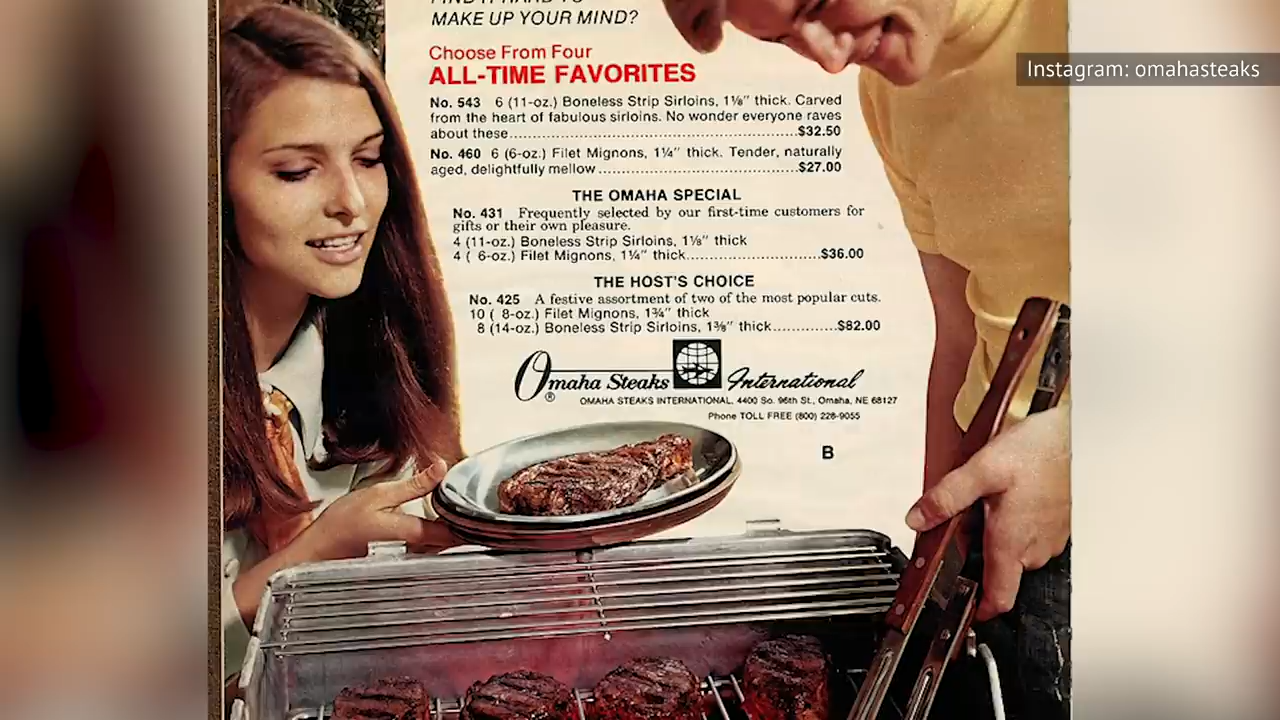 FIND IT HARD TO
MAKE UP YOUR MIND?
Instagram: omahasteaks
Choose From Four
ALL-TIME FAVORITES
No. 543 6 (11-oz.) Boneless Strip Sirloins, 1⅛" thick. Carved
from the heart of fabulous sirloins. No wonder everyone raves
about these........................................................$32.50
No. 460 6 (6-oz.) Filet Mignons, 1¼" thick. Tender, naturally
aged, delightfully mellow.......................................$27.00
THE OMAHA SPECIAL
No. 431 Frequently selected by our first-time customers for
gifts or their own pleasure.
4 (11-oz.) Boneless Strip Sirloins, 1⅛" thick
4 ( 6-oz.) Filet Mignons, 1¼" thick...........................$36.00
THE HOST'S CHOICE
No. 425 A festive assortment of two of the most popular cuts.
10 ( 8-oz.) Filet Mignons, 1¾" thick
8 (14-oz.) Boneless Strip Sirloins, 1⅜" thick.............$82.00
Omaha Steaks International
®
OMAHA STEAKS INTERNATIONAL, 4400 So. 96th St., Omaha, NE 68127
Phone TOLL FREE (800) 228-9055
B